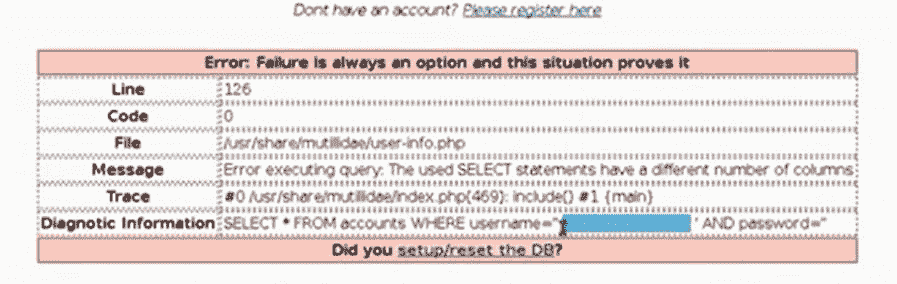 Dont have an account? Please register here
Error: Failure is always an option and this situation proves it
Line 126
Code 0
File /usr/share/mutillidae/user-info.php
Message Error executing query: The used SELECT statements have a different number of columns
Trace #0 /usr/share/mutillidae/index.php(469): include() #1 {main}
Diagnotic Information SELECT * FROM accounts WHERE username='' ' AND password=''
Did you setup/reset the DB?